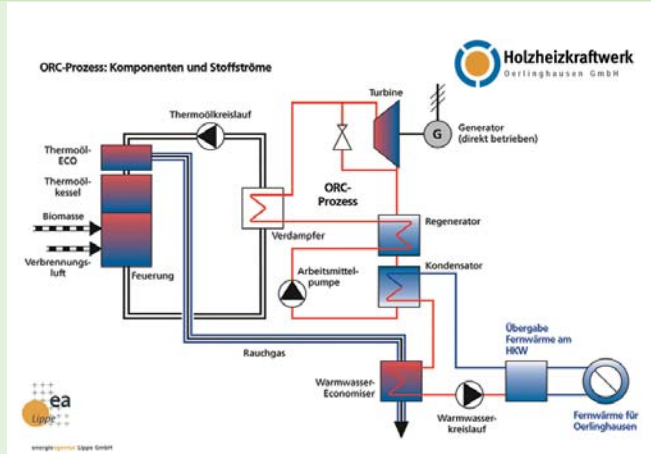 Holzheizkraftwerk
Oerlinghausen GmbH
ORC-Prozess: Komponenten und Stoffströme
Turbine
Thermoölkreislauf
G
Generator
(direkt betrieben)
Thermoöl-
ECO
Thermoöl-
kessel
ORC-
Prozess
Biomasse
Regenerator
Verdampfer
Verbrennungs-
luft
Feuerung
Arbeitsmittel-
pumpe
Kondensator
Übergabe
Fernwärme am
HKW
Rauchgas
Warmwasser-
Economiser
Warmwasser-
kreislauf
Fernwärme für
Oerlinghausen
ea
Lippe
energieagentur Lippe GmbH